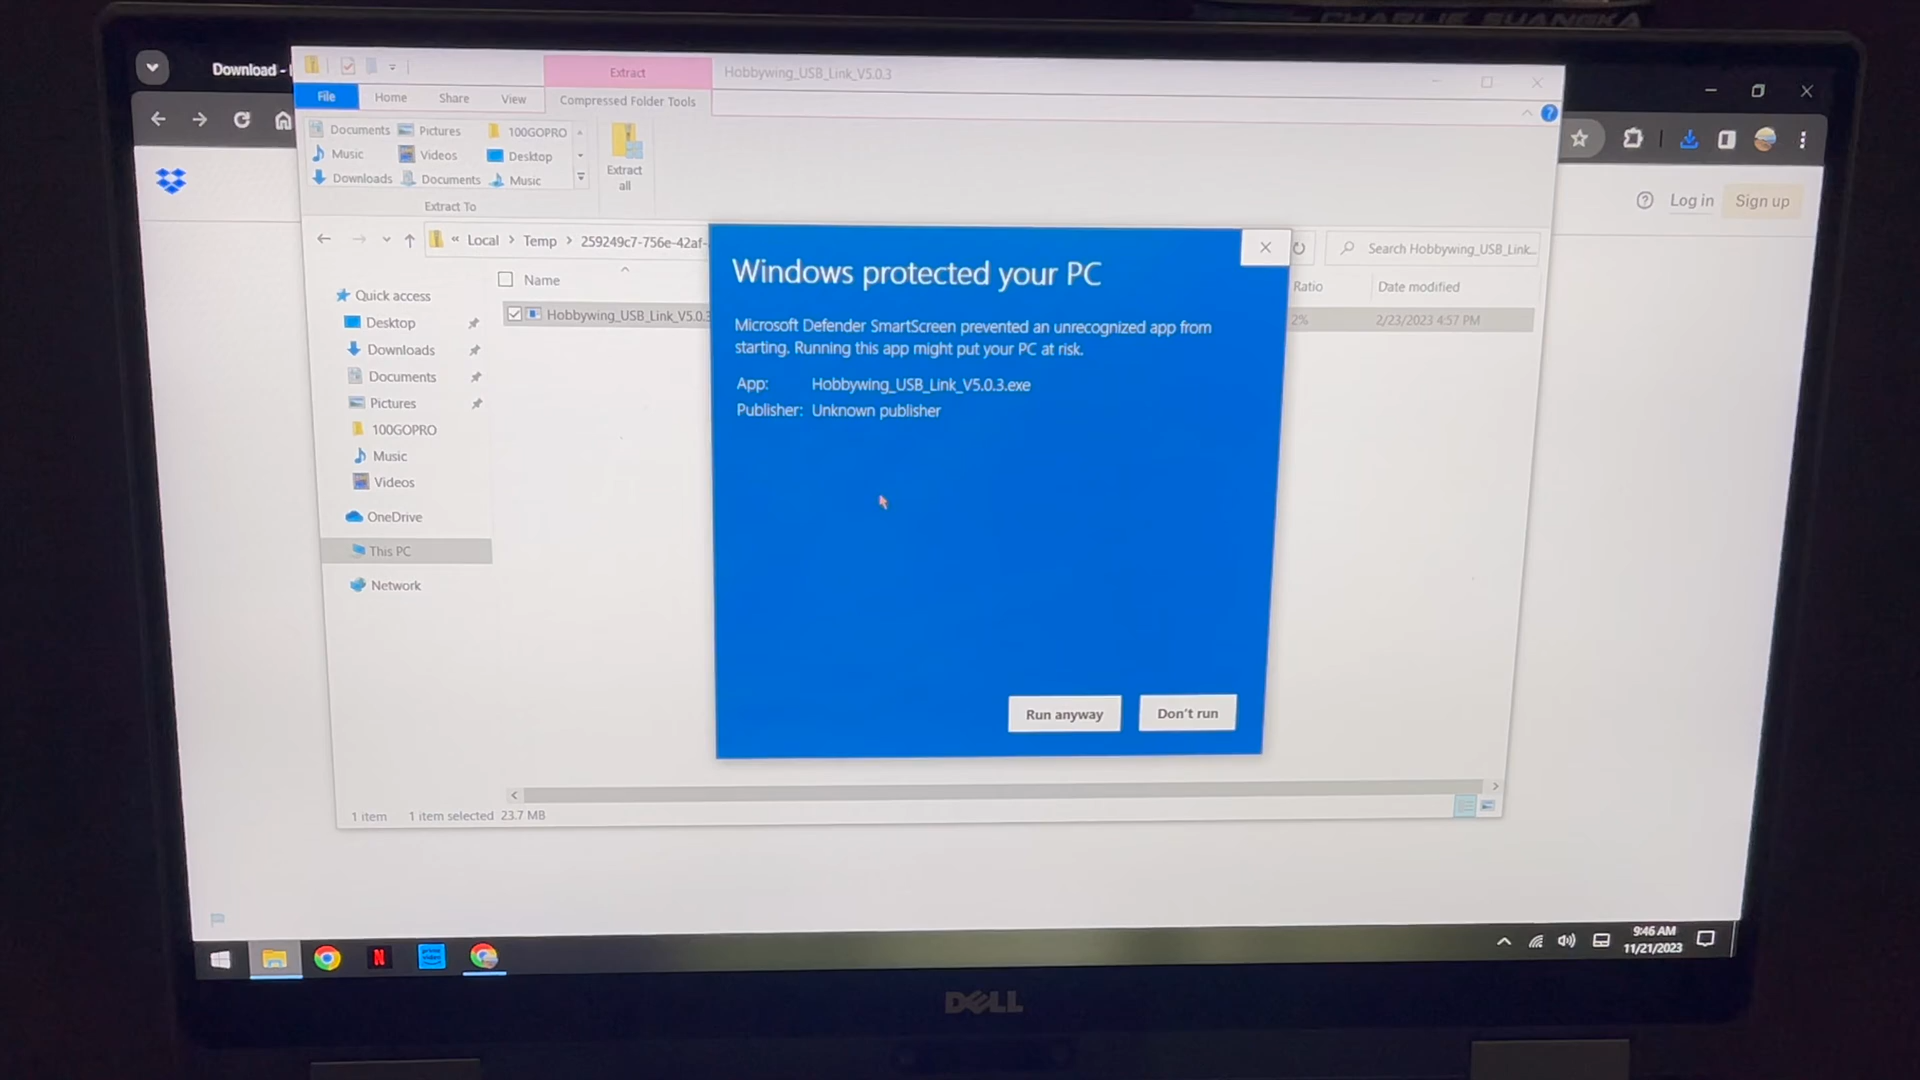 CHARLIE SUANGKA
Download -
Extract
Hobbywing_USB_Link_V5.0.3
File
Home
Share
View
Compressed Folder Tools
Documents
Pictures
100GOPRO
Music
Videos
Desktop
Downloads
Documents
Music
Extract
all
Extract To
Log in
Sign up
« Local > Temp > 259249c7-756e-42af-
Search Hobbywing_USB_Link...
Name
Ratio
Date modified
Hobbywing_USB_Link_V5.0.3
2%
2/23/2023 4:57 PM
Quick access
Desktop
Downloads
Documents
Pictures
100GOPRO
Music
Videos
OneDrive
This PC
Network
Windows protected your PC
Microsoft Defender SmartScreen prevented an unrecognized app from
starting. Running this app might put your PC at risk.
App: Hobbywing_USB_Link_V5.0.3.exe
Publisher: Unknown publisher
Run anyway
Don't run
1 item
1 item selected 23.7 MB
N
prime
video
9:46 AM
11/21/2023
DELL